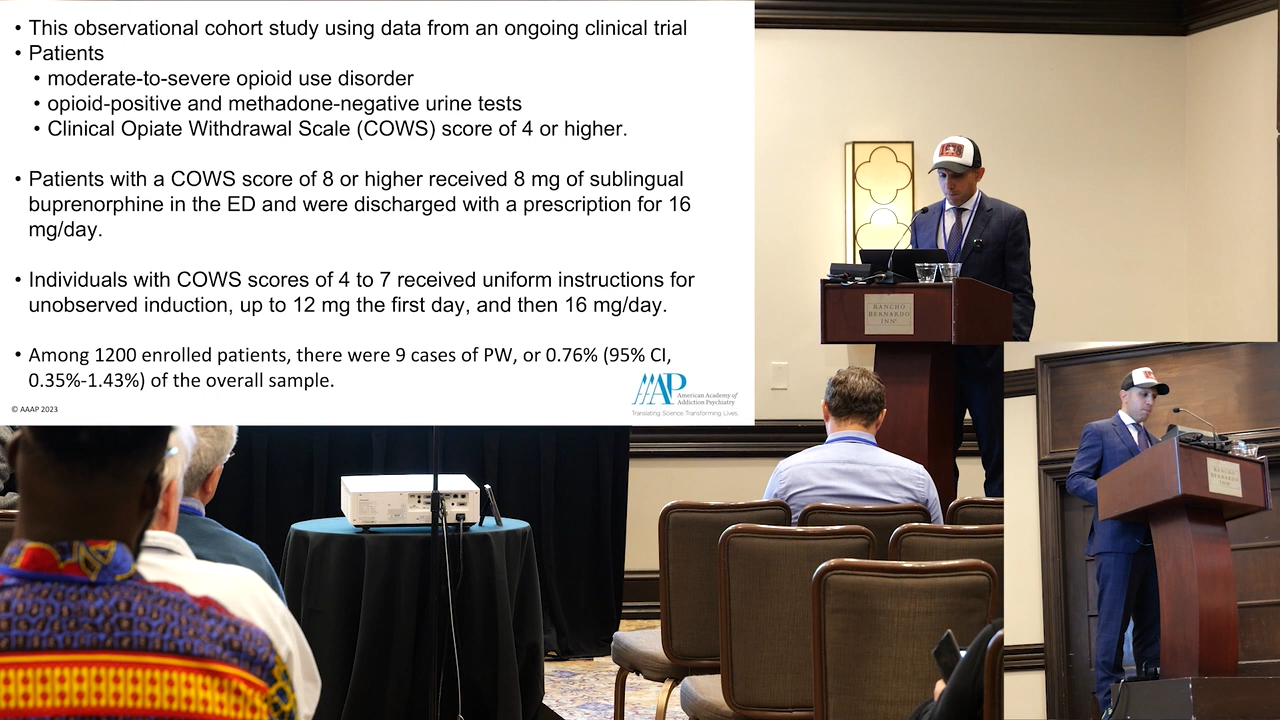 • This observational cohort study using data from an ongoing clinical trial
• Patients
• moderate-to-severe opioid use disorder
• opioid-positive and methadone-negative urine tests
• Clinical Opiate Withdrawal Scale (COWS) score of 4 or higher.
• Patients with a COWS score of 8 or higher received 8 mg of sublingual
buprenorphine in the ED and were discharged with a prescription for 16
mg/day.
• Individuals with COWS scores of 4 to 7 received uniform instructions for
unobserved induction, up to 12 mg the first day, and then 16 mg/day.
• Among 1200 enrolled patients, there were 9 cases of PW, or 0.76% (95% CI,
0.35%-1.43%) of the overall sample.
© AAAP 2023
AAAP
American Academy of
Addiction Psychiatry
Translating Science. Transforming Lives.
RANCHO
BERNARDO
INN
RANCHO
BERNARDO
INN